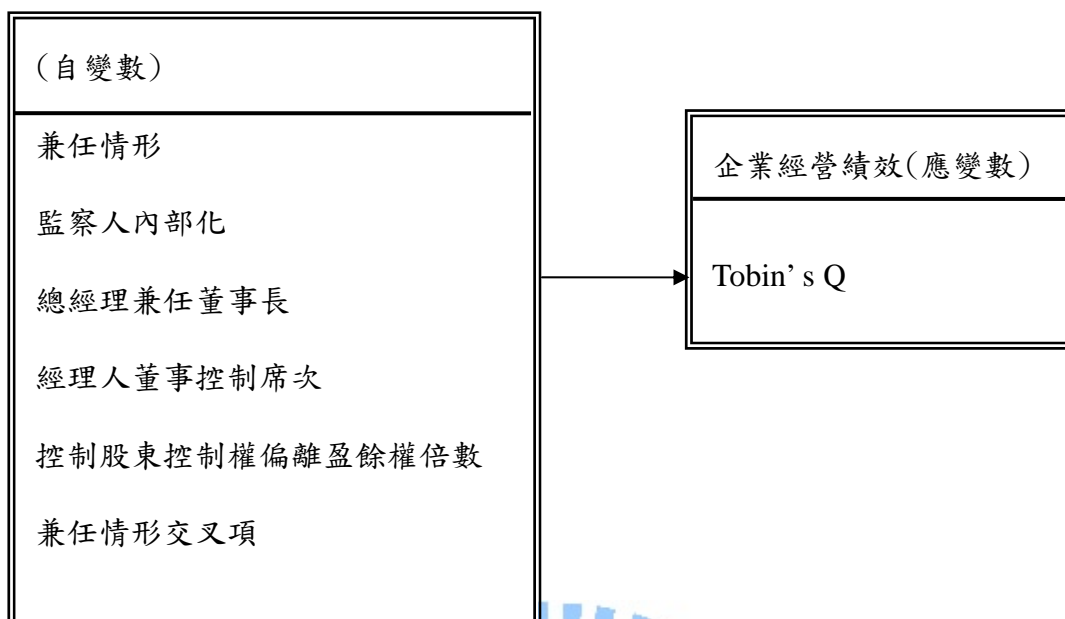 (自變數)
兼任情形
監察人內部化
總經理兼任董事長
經理人董事控制席次
控制股東控制權偏離盈餘權倍數
兼任情形交叉項
企業經營績效(應變數)
Tobin’s Q